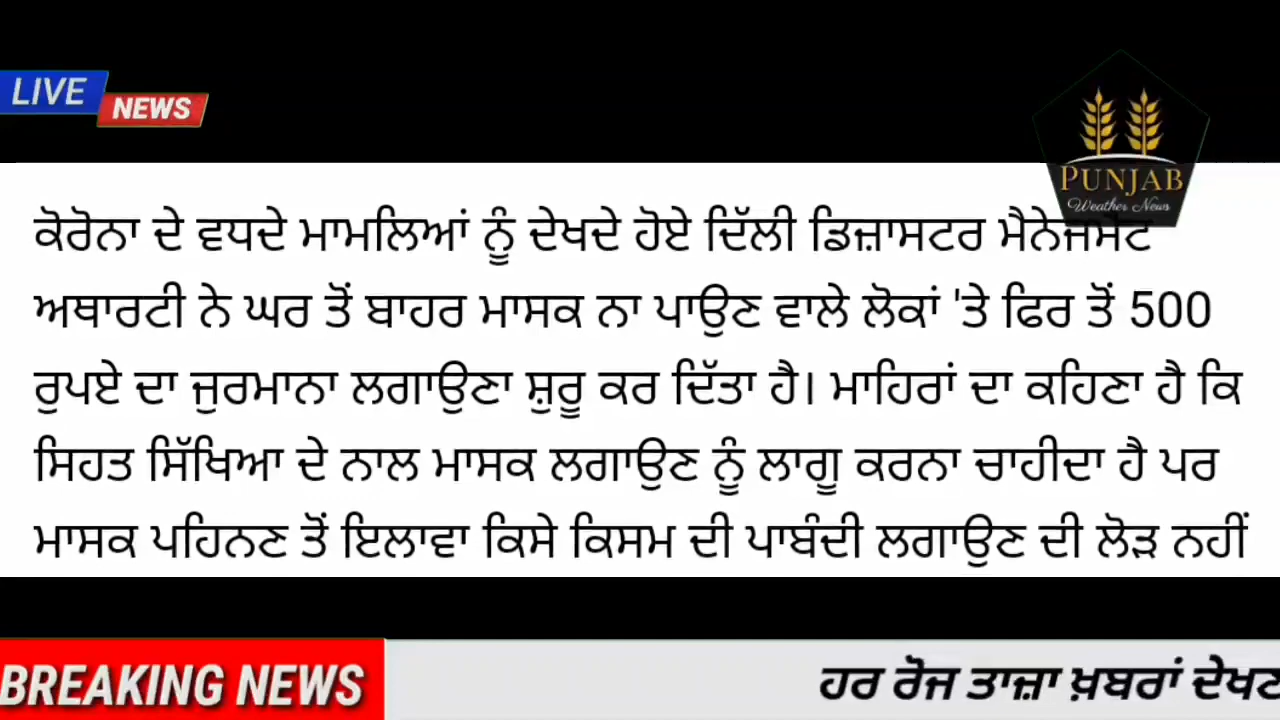 LIVE
NEWS
PUNJAB
Weather News
ਕੋਰੋਨਾ ਦੇ ਵਧਦੇ ਮਾਮਲਿਆਂ ਨੂੰ ਦੇਖਦੇ ਹੋਏ ਦਿੱਲੀ ਡਿਜ਼ਾਸਟਰ ਮੈਨੇਜਮੈਂਟ
ਅਥਾਰਟੀ ਨੇ ਘਰ ਤੋਂ ਬਾਹਰ ਮਾਸਕ ਨਾ ਪਾਉਣ ਵਾਲੇ ਲੋਕਾਂ 'ਤੇ ਫਿਰ ਤੋਂ 500
ਰੁਪਏ ਦਾ ਜੁਰਮਾਨਾ ਲਗਾਉਣਾ ਸ਼ੁਰੂ ਕਰ ਦਿੱਤਾ ਹੈ। ਮਾਹਿਰਾਂ ਦਾ ਕਹਿਣਾ ਹੈ ਕਿ
ਸਿਹਤ ਸਿੱਖਿਆ ਦੇ ਨਾਲ ਮਾਸਕ ਲਗਾਉਣ ਨੂੰ ਲਾਗੂ ਕਰਨਾ ਚਾਹੀਦਾ ਹੈ ਪਰ
ਮਾਸਕ ਪਹਿਨਣ ਤੋਂ ਇਲਾਵਾ ਕਿਸੇ ਕਿਸਮ ਦੀ ਪਾਬੰਦੀ ਲਗਾਉਣ ਦੀ ਲੋੜ ਨਹੀਂ
BREAKING NEWS
ਹਰ ਰੋਜ ਤਾਜ਼ਾ ਖ਼ਬਰਾਂ ਦੇਖਣ